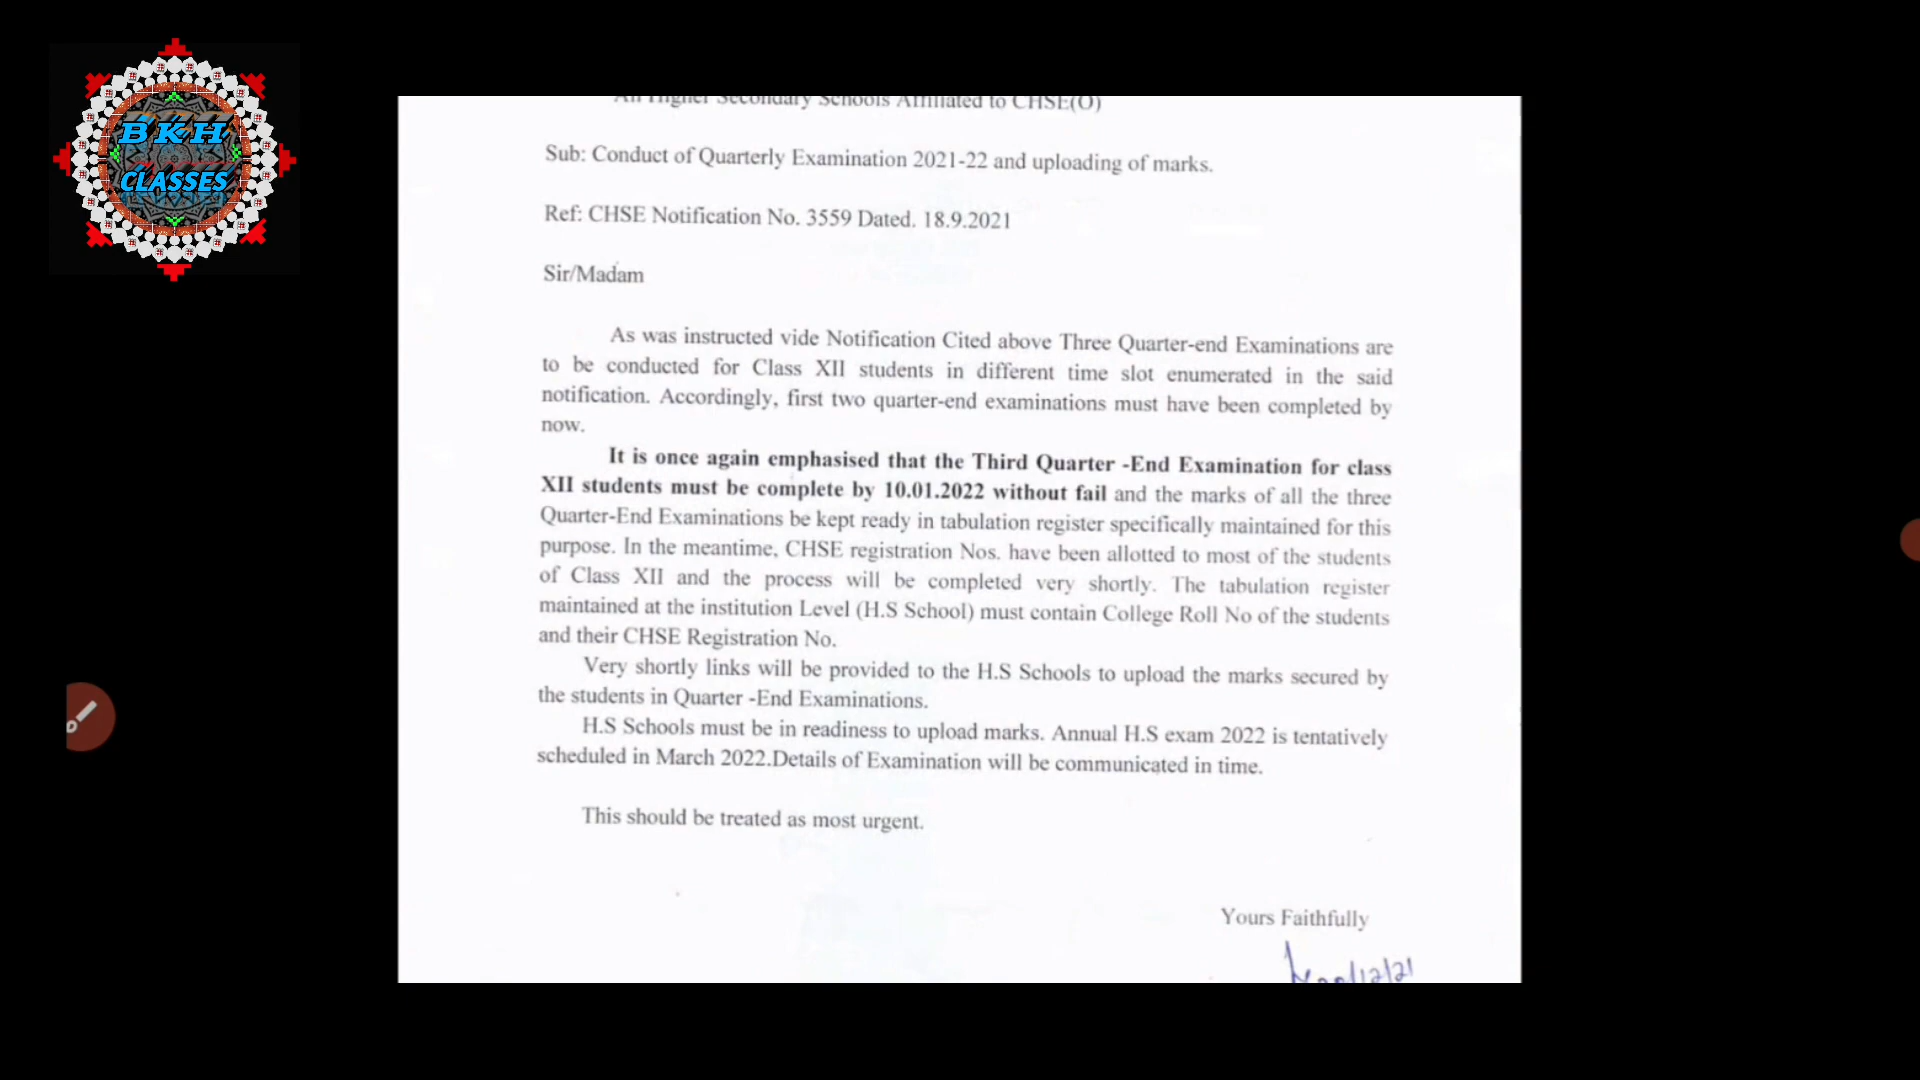 BKH
CLASSES
All Higher Secondary Schools Affiliated to CHSE(O)
Sub: Conduct of Quarterly Examination 2021-22 and uploading of marks.
Ref: CHSE Notification No. 3559 Dated. 18.9.2021
Sir/Madam
As was instructed vide Notification Cited above Three Quarter-end Examinations are
to be conducted for Class XII students in different time slot enumerated in the said
notification. Accordingly, first two quarter-end examinations must have been completed by
now.
It is once again emphasised that the Third Quarter -End Examination for class
XII students must be complete by 10.01.2022 without fail and the marks of all the three
Quarter-End Examinations be kept ready in tabulation register specifically maintained for this
purpose. In the meantime, CHSE registration Nos. have been allotted to most of the students
of Class XII and the process will be completed very shortly. The tabulation register
maintained at the institution Level (H.S School) must contain College Roll No of the students
and their CHSE Registration No.
Very shortly links will be provided to the H.S Schools to upload the marks secured by
the students in Quarter -End Examinations.
H.S Schools must be in readiness to upload marks. Annual H.S exam 2022 is tentatively
scheduled in March 2022.Details of Examination will be communicated in time.
This should be treated as most urgent.
Yours Faithfully